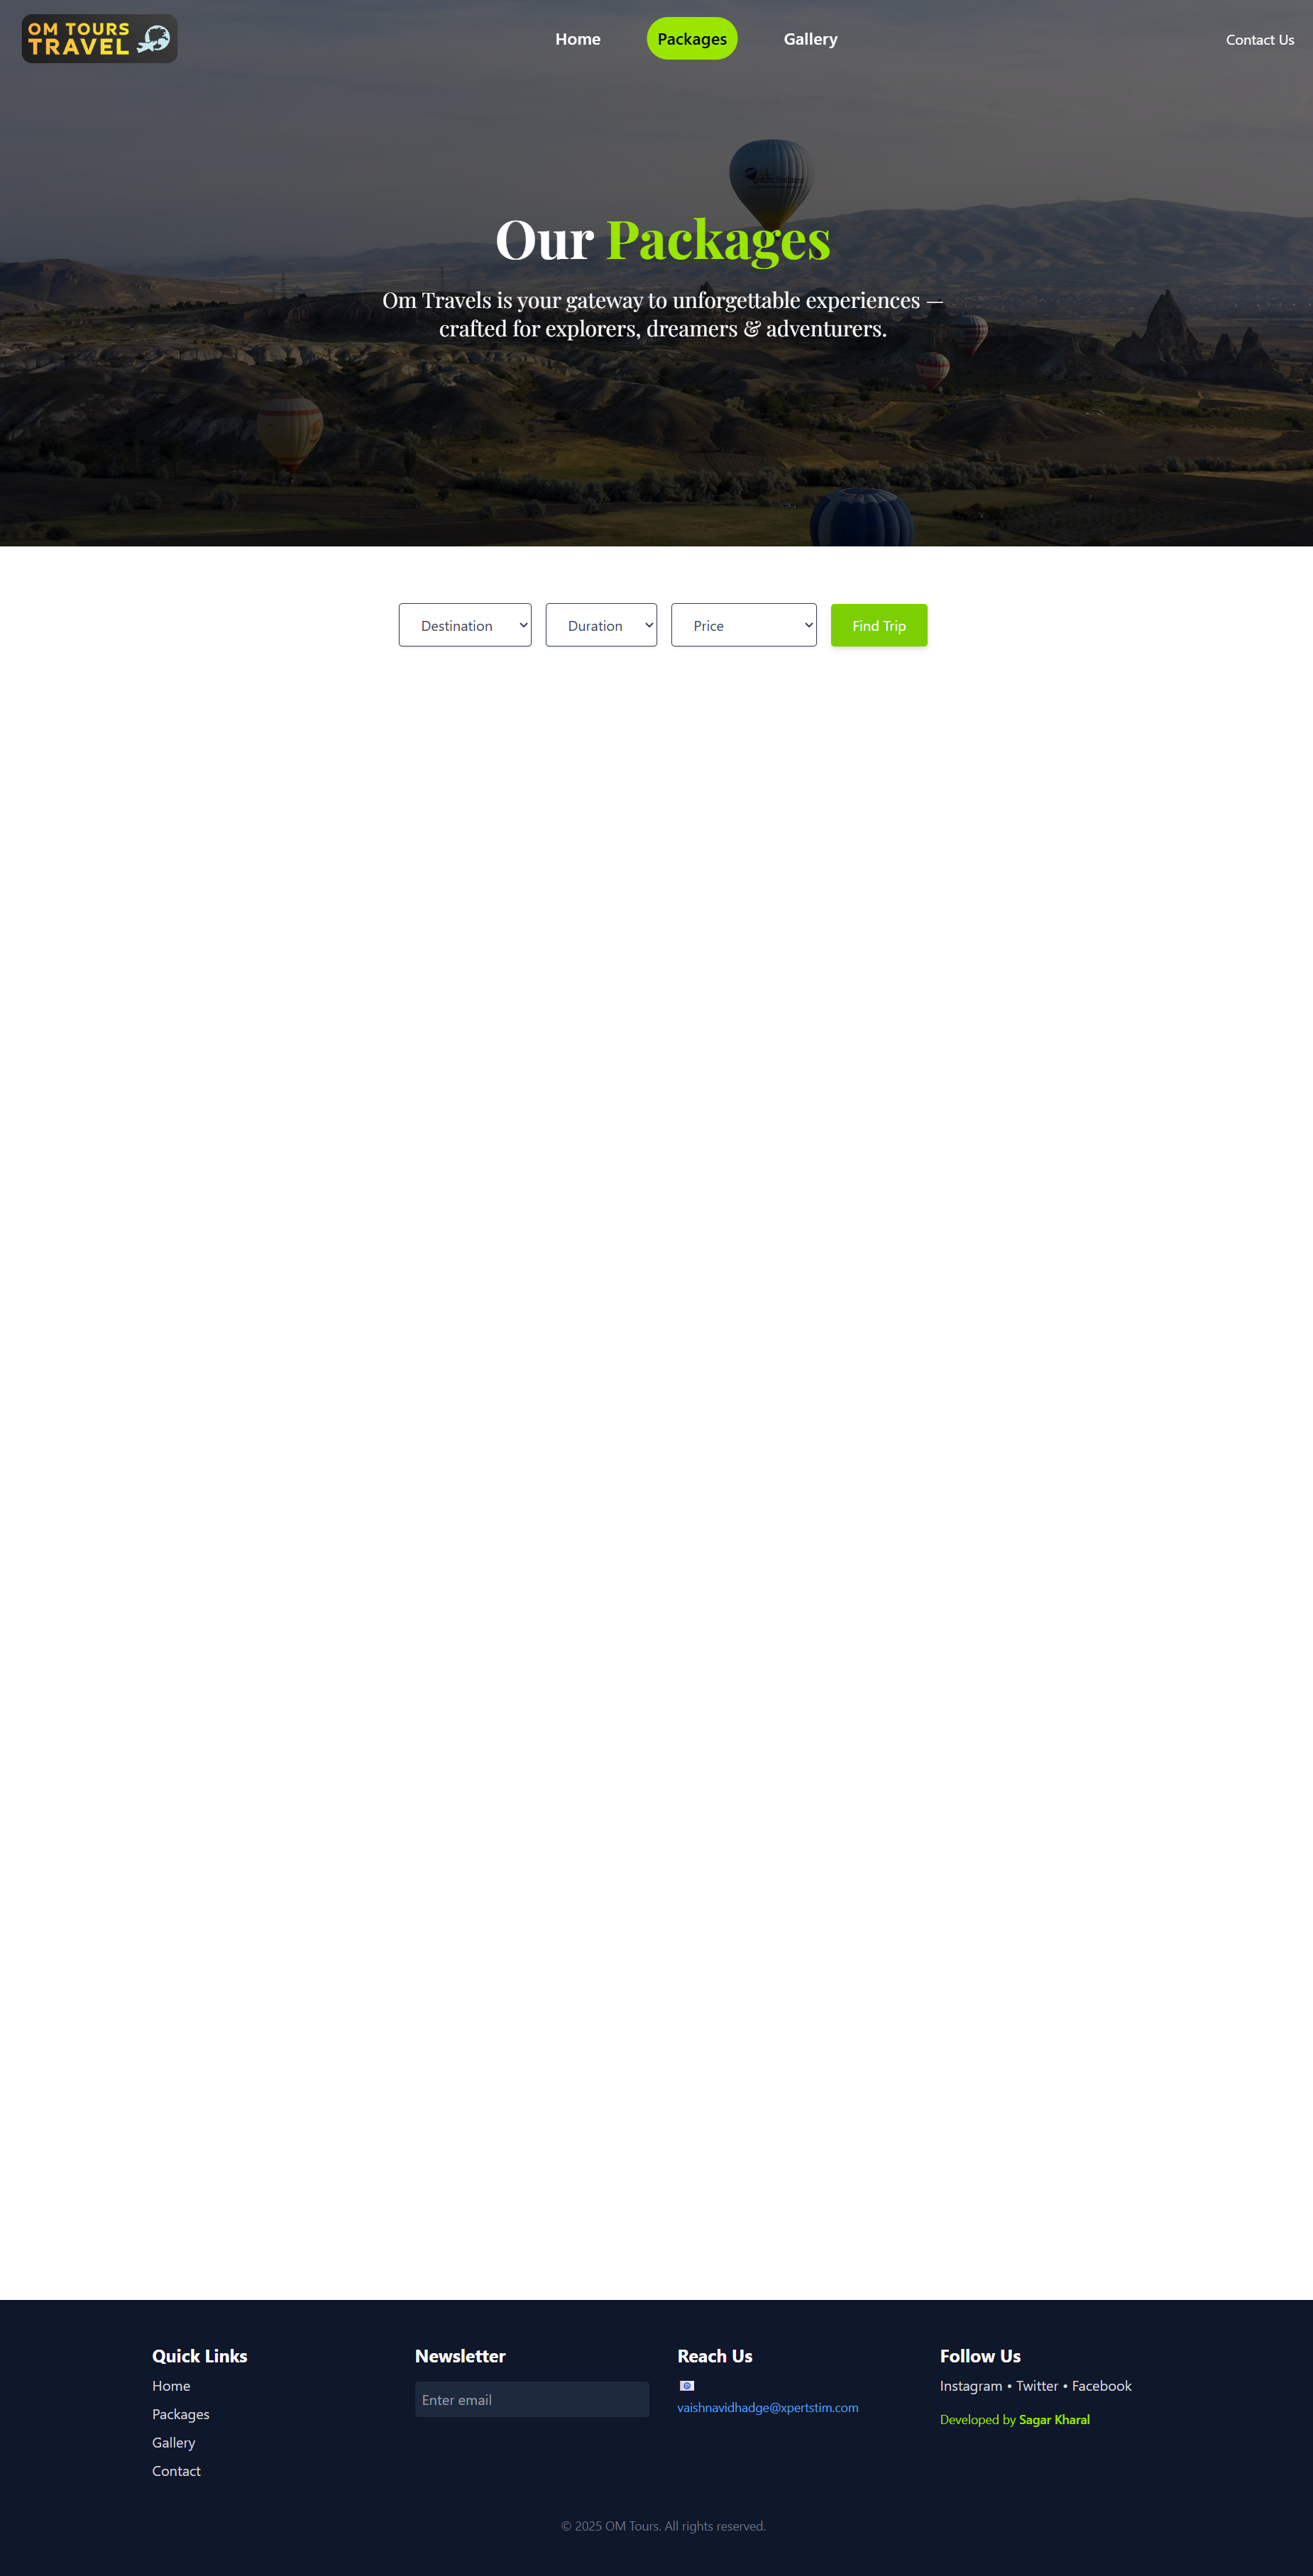 OM TOURS
TRAVEL
Home
Packages
Gallery
Contact Us
Our Packages
Om Travels is your gateway to unforgettable experiences —
crafted for explorers, dreamers & adventurers.
Destination
Duration
Price
Find Trip
Quick Links
Home
Packages
Gallery
Contact
Newsletter
Enter email
Reach Us
vaishnavidhadge@xpertstim.com
Follow Us
Instagram • Twitter • Facebook
Developed by Sagar Kharal
© 2025 OM Tours. All rights reserved.